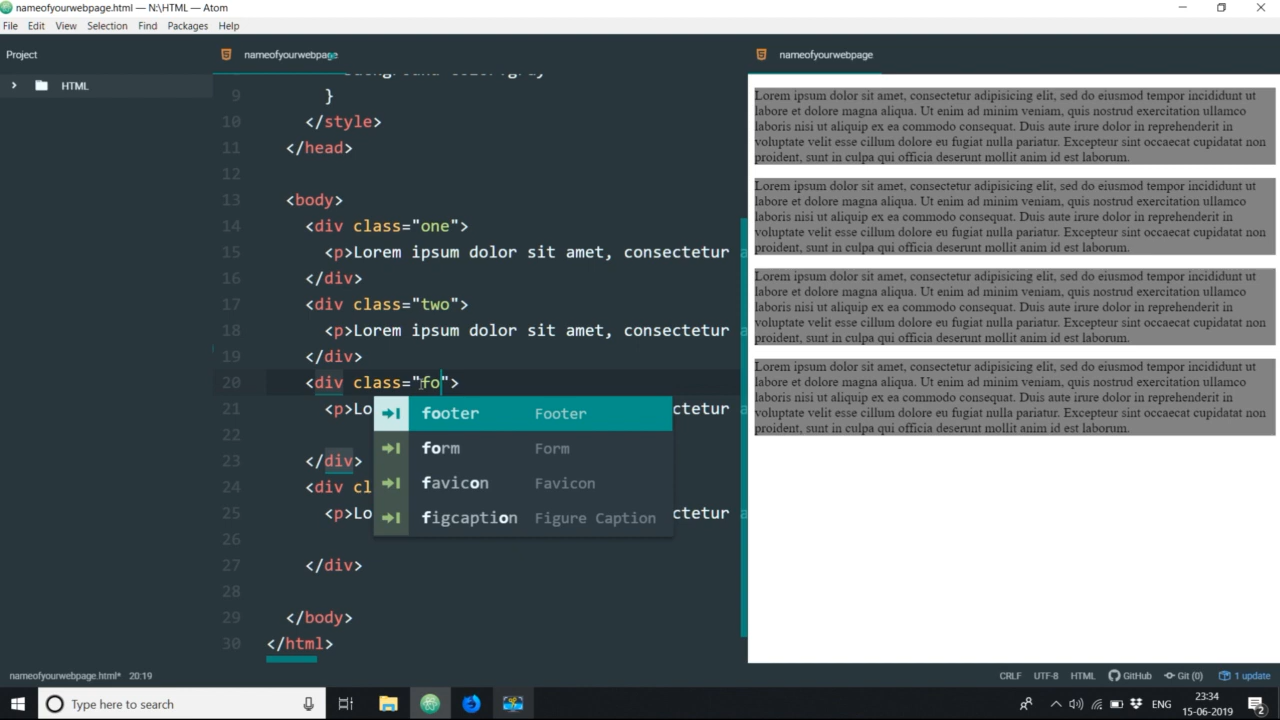 nameofyourwebpage.html — N:\HTML — Atom
File Edit View Selection Find Packages Help
Project
HTML
nameofyourwebpage
9 }
10 </style>
11 </head>
12
13 <body>
14 <div class="one">
15 <p>Lorem ipsum dolor sit amet, consectetur a
16 </div>
17 <div class="two">
18 <p>Lorem ipsum dolor sit amet, consectetur a
19 </div>
20 <div class="fo">
21 <p>Lo ctetur a
22
23 </div>
24 <div cl
25 <p>Lo ctetur a
26
27 </div>
28
29 </body>
30 </html>
footer Footer
form Form
favicon Favicon
figcaption Figure Caption
nameofyourwebpage
Lorem ipsum dolor sit amet, consectetur adipisicing elit, sed do eiusmod tempor incididunt ut
labore et dolore magna aliqua. Ut enim ad minim veniam, quis nostrud exercitation ullamco
laboris nisi ut aliquip ex ea commodo consequat. Duis aute irure dolor in reprehenderit in
voluptate velit esse cillum dolore eu fugiat nulla pariatur. Excepteur sint occaecat cupidatat non
proident, sunt in culpa qui officia deserunt mollit anim id est laborum.
Lorem ipsum dolor sit amet, consectetur adipisicing elit, sed do eiusmod tempor incididunt ut
labore et dolore magna aliqua. Ut enim ad minim veniam, quis nostrud exercitation ullamco
laboris nisi ut aliquip ex ea commodo consequat. Duis aute irure dolor in reprehenderit in
voluptate velit esse cillum dolore eu fugiat nulla pariatur. Excepteur sint occaecat cupidatat non
proident, sunt in culpa qui officia deserunt mollit anim id est laborum.
Lorem ipsum dolor sit amet, consectetur adipisicing elit, sed do eiusmod tempor incididunt ut
labore et dolore magna aliqua. Ut enim ad minim veniam, quis nostrud exercitation ullamco
laboris nisi ut aliquip ex ea commodo consequat. Duis aute irure dolor in reprehenderit in
voluptate velit esse cillum dolore eu fugiat nulla pariatur. Excepteur sint occaecat cupidatat non
proident, sunt in culpa qui officia deserunt mollit anim id est laborum.
Lorem ipsum dolor sit amet, consectetur adipisicing elit, sed do eiusmod tempor incididunt ut
labore et dolore magna aliqua. Ut enim ad minim veniam, quis nostrud exercitation ullamco
laboris nisi ut aliquip ex ea commodo consequat. Duis aute irure dolor in reprehenderit in
voluptate velit esse cillum dolore eu fugiat nulla pariatur. Excepteur sint occaecat cupidatat non
proident, sunt in culpa qui officia deserunt mollit anim id est laborum.
nameofyourwebpage.html* 20:19
CRLF UTF-8 HTML GitHub Git (0) 1 update
Type here to search
ENG
23:34
15-06-2019
2